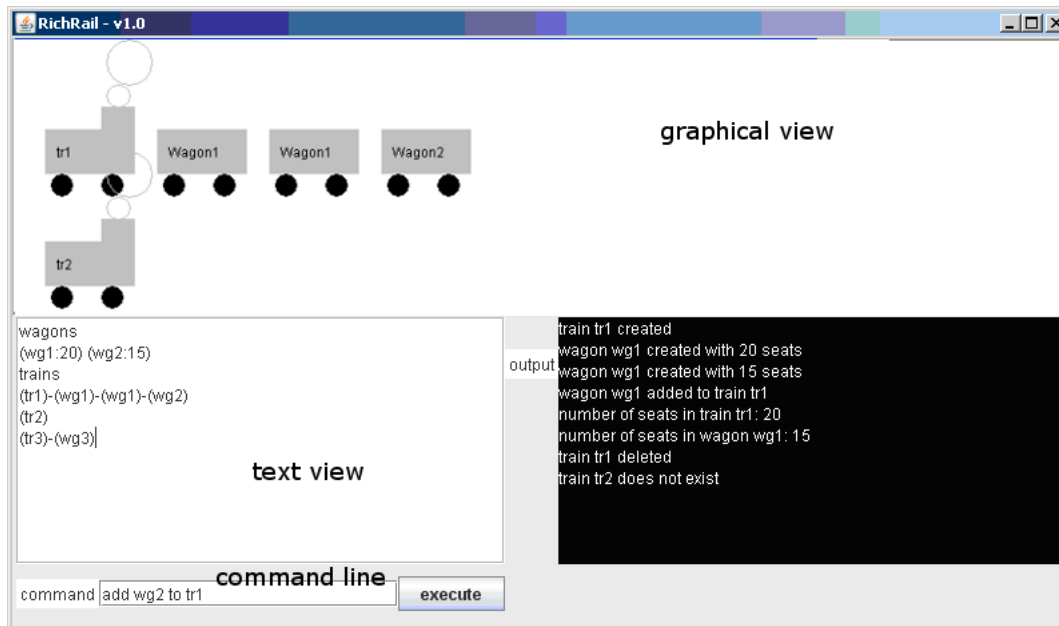 RichRail - v1.0
graphical view
tr1 Wagon1 Wagon1 Wagon2
tr2
wagons
(wg1:20) (wg2:15)
trains
(tr1)-(wg1)-(wg1)-(wg2)
(tr2)
(tr3)-(wg3)
text view
output
train tr1 created
wagon wg1 created with 20 seats
wagon wg1 created with 15 seats
wagon wg1 added to train tr1
number of seats in train tr1: 20
number of seats in wagon wg1: 15
train tr1 deleted
train tr2 does not exist
command line
command add wg2 to tr1 execute